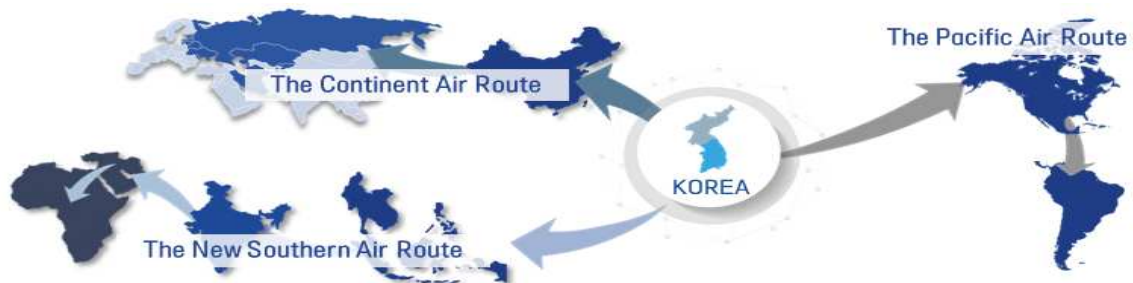 The Pacific Air Route
The Continent Air Route
KOREA
The New Southern Air Route